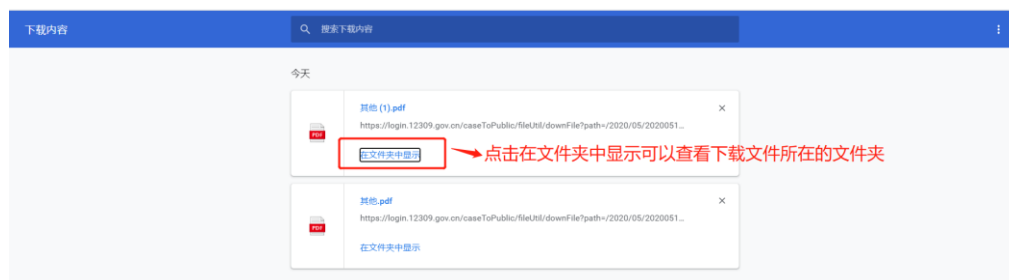 下载内容
搜索下载内容
今天
其他 (1).pdf
https://login.12309.gov.cn/caseToPublic/fileUtil/downFile?path=/2020/05/2020051...
PDF
在文件夹中显示
点击在文件夹中显示可以查看下载文件所在的文件夹
其他.pdf
https://login.12309.gov.cn/caseToPublic/fileUtil/downFile?path=/2020/05/2020051...
PDF
在文件夹中显示